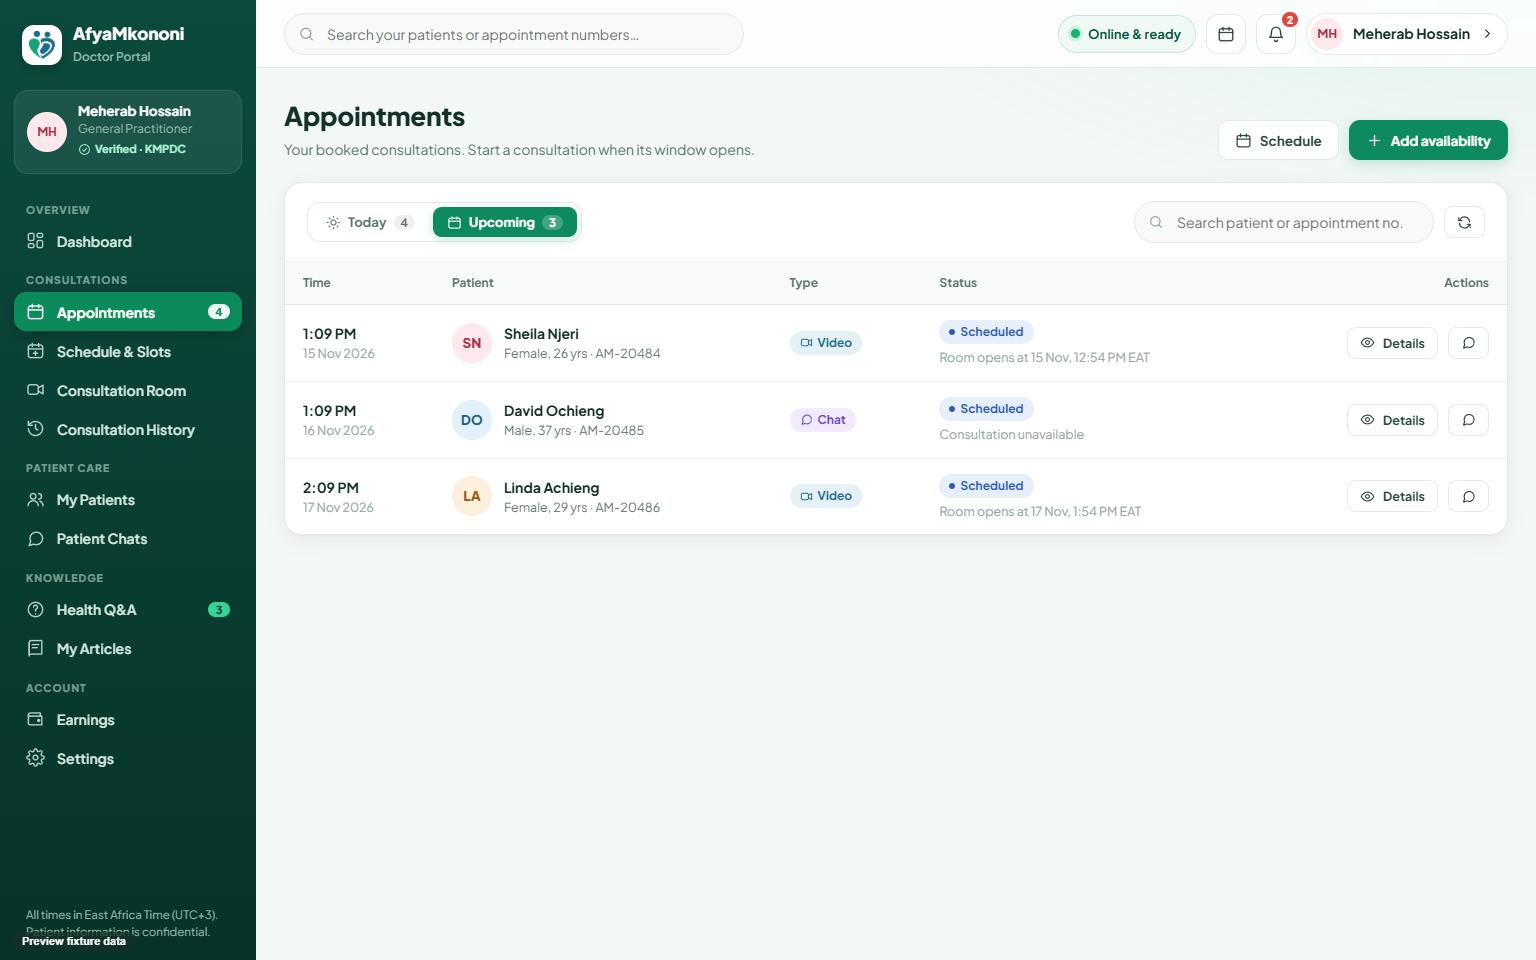 AfyaMkononi
Doctor Portal
MH
Meherab Hossain
General Practitioner
Verified · KMPDC
OVERVIEW
Dashboard
CONSULTATIONS
Appointments 4
Schedule & Slots
Consultation Room
Consultation History
PATIENT CARE
My Patients
Patient Chats
KNOWLEDGE
Health Q&A 3
My Articles
ACCOUNT
Earnings
Settings
All times in East Africa Time (UTC+3).
Patient information is confidential.
Preview fixture data
Search your patients or appointment numbers...
Online & ready
2
MH Meherab Hossain
Appointments
Your booked consultations. Start a consultation when its window opens.
Schedule
Add availability
Today 4
Upcoming 3
Search patient or appointment no.
Time Patient Type Status Actions
1:09 PM
15 Nov 2026
SN
Sheila Njeri
Female, 26 yrs · AM-20484
Video
Scheduled
Room opens at 15 Nov, 12:54 PM EAT
Details
1:09 PM
16 Nov 2026
DO
David Ochieng
Male, 37 yrs · AM-20485
Chat
Scheduled
Consultation unavailable
Details
2:09 PM
17 Nov 2026
LA
Linda Achieng
Female, 29 yrs · AM-20486
Video
Scheduled
Room opens at 17 Nov, 1:54 PM EAT
Details